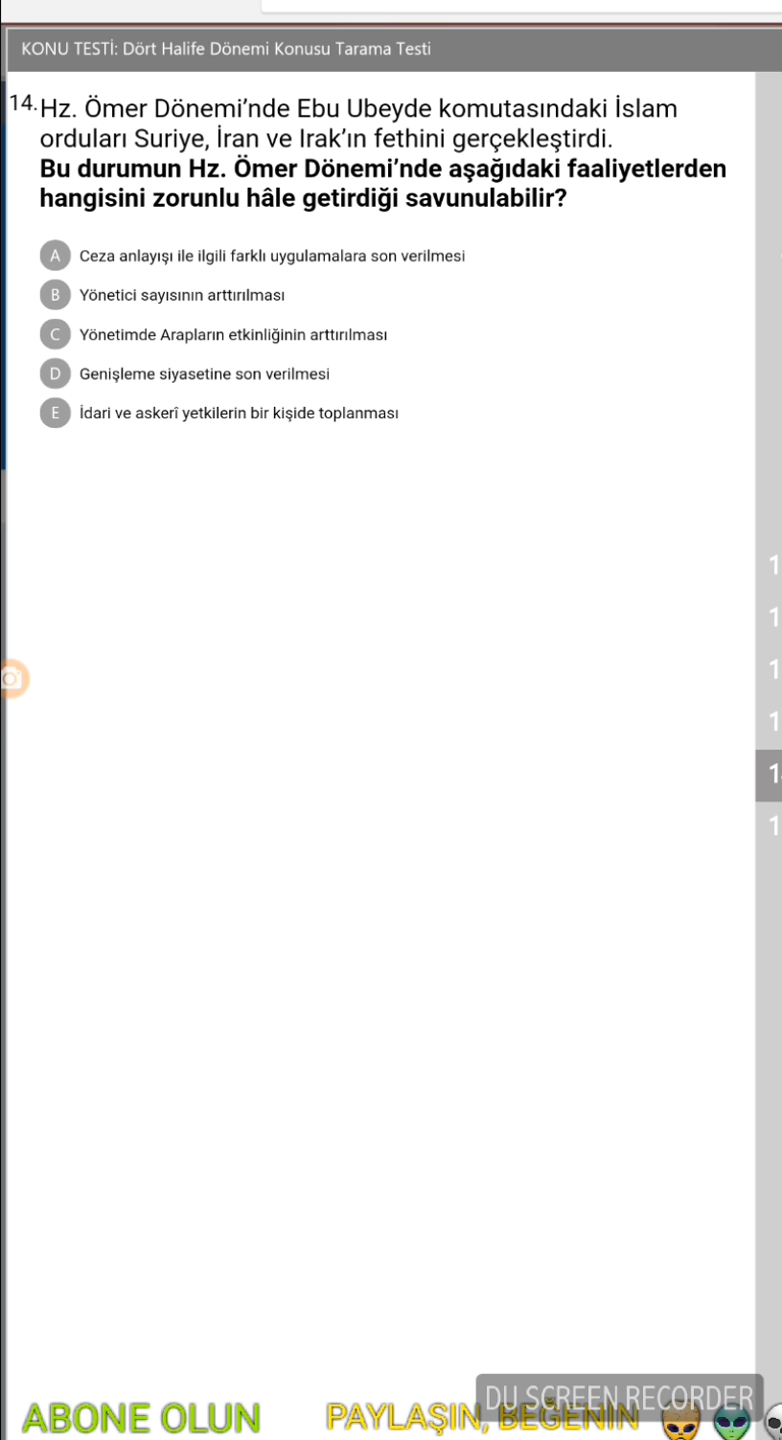 KONU TESTİ: Dört Halife Dönemi Konusu Tarama Testi
14. Hz. Ömer Dönemi’nde Ebu Ubeyde komutasındaki İslam
orduları Suriye, İran ve Irak’ın fethini gerçekleştirdi.
Bu durumun Hz. Ömer Dönemi’nde aşağıdaki faaliyetlerden
hangisini zorunlu hâle getirdiği savunulabilir?
A Ceza anlayışı ile ilgili farklı uygulamalara son verilmesi
B Yönetici sayısının arttırılması
C Yönetimde Arapların etkinliğinin arttırılması
D Genişleme siyasetine son verilmesi
E İdari ve askerî yetkilerin bir kişide toplanması
1
1
1
1
1
1
DU SCREEN RECORDER
ABONE OLUN PAYLAŞIN, BEĞENİN